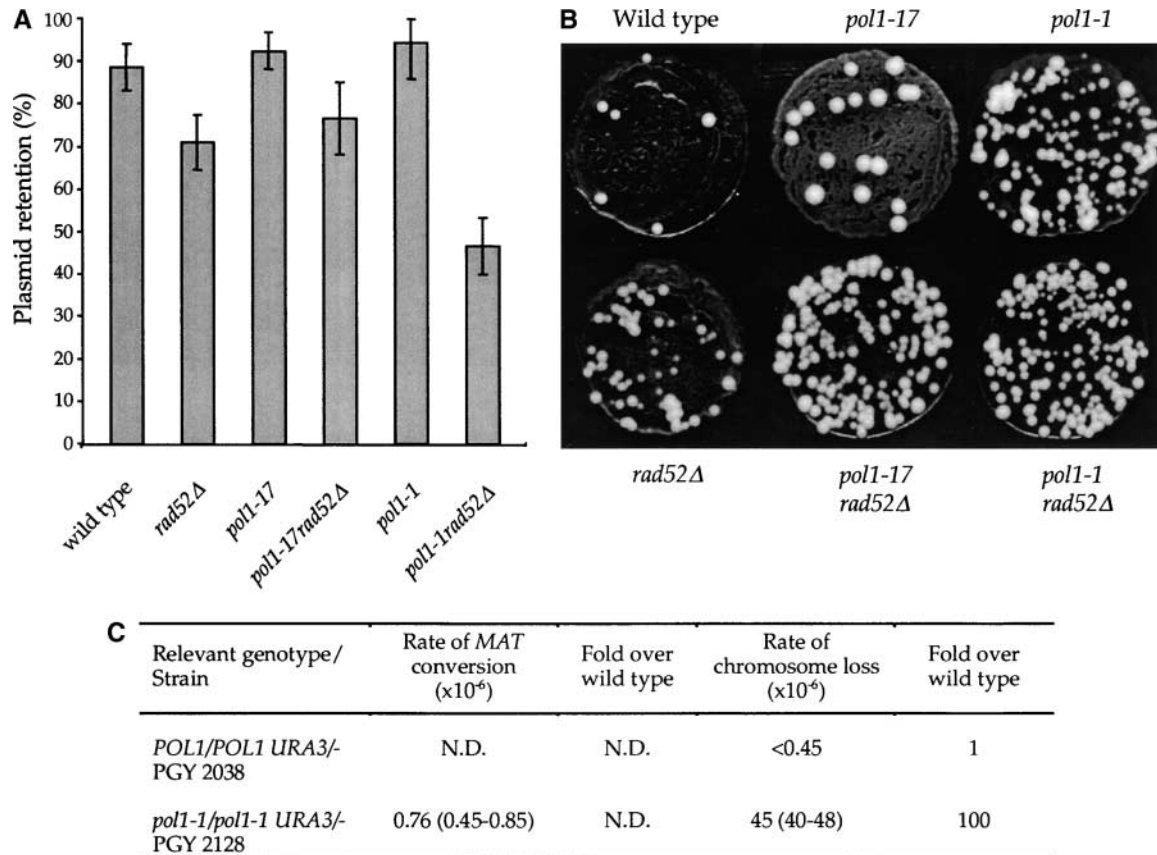 A
Plasmid retention (%)
100
90
80
70
60
50
40
30
20
10
0
wild type
rad52Δ
pol1-17
pol1-17rad52Δ
pol1-1
pol1-1rad52Δ
B
Wild type
pol1-17
pol1-1
rad52Δ
pol1-17
rad52Δ
pol1-1
rad52Δ
C
Relevant genotype/
Strain
Rate of MAT
conversion
(x10⁻⁶)
Fold over
wild type
Rate of
chromosome loss
(x10⁻⁶)
Fold over
wild type
POL1/POL1 URA3/-
PGY 2038
N.D.
N.D.
<0.45
1
pol1-1/pol1-1 URA3/-
PGY 2128
0.76 (0.45-0.85)
N.D.
45 (40-48)
100